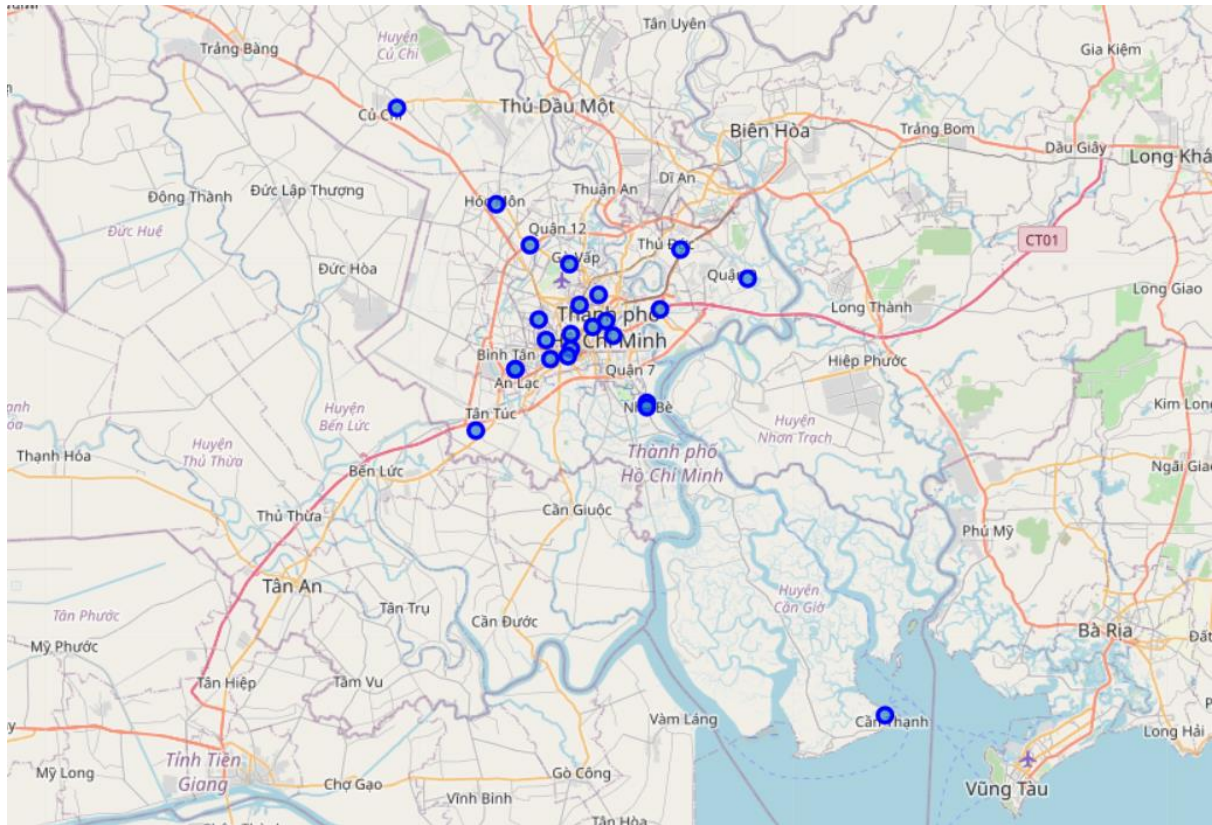 Tân Uyên
Huyện
Củ Chi
Trảng Bàng
Gia Kiệm
Củ Chi
Thủ Dầu Một
Biên Hòa
Trảng Bom
Dầu Giây
Long Khá
Dĩ An
Thuận An
Đông Thành
Đức Lập Thượng
Hóc Môn
Đức Huệ
Quận 12
Thủ Đức
CT01
Gò Vấp
Đức Hòa
Quận
Long Thành
Long Giao
Thành phố
Hồ Chí Minh
Bình Tân
Hiệp Phước
Quận 7
An Lạc
Tân Túc
Nhà Bè
Kim Long
Huyện
Bến Lức
Huyện
Nhơn Trạch
Huyện
Thủ Thừa
Thạnh Hóa
Thành phố
Hồ Chí Minh
Bến Lức
Ngãi Giao
Thủ Thừa
Cần Giuộc
Phú Mỹ
Tân An
Huyện
Cần Giờ
Tân Phước
Tân Trụ
Cần Đước
Bà Rịa
Đất
Mỹ Phước
Tân Hiệp
Tầm Vu
Vàm Láng
Cần Thạnh
Long Hải
Tỉnh Tiền
Giang
Mỹ Long
Chợ Gạo
Gò Công
Vũng Tàu
Vĩnh Bình
Tân Hòa